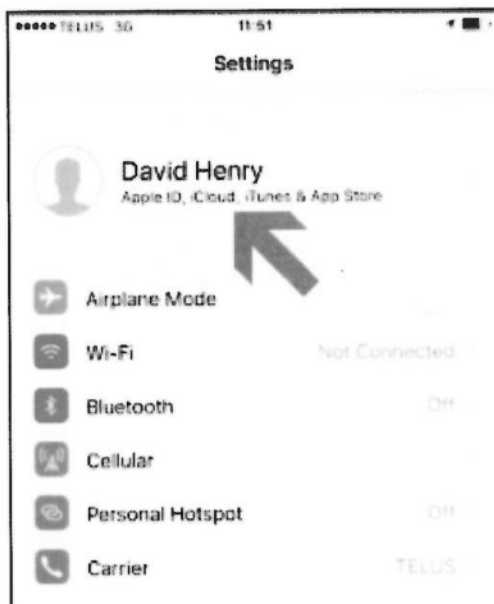 TELUS 3G 11:51
Settings
David Henry
Apple ID, iCloud, iTunes & App Store
Airplane Mode
Wi-Fi Not Connected
Bluetooth Off
Cellular
Personal Hotspot Off
Carrier TELUS